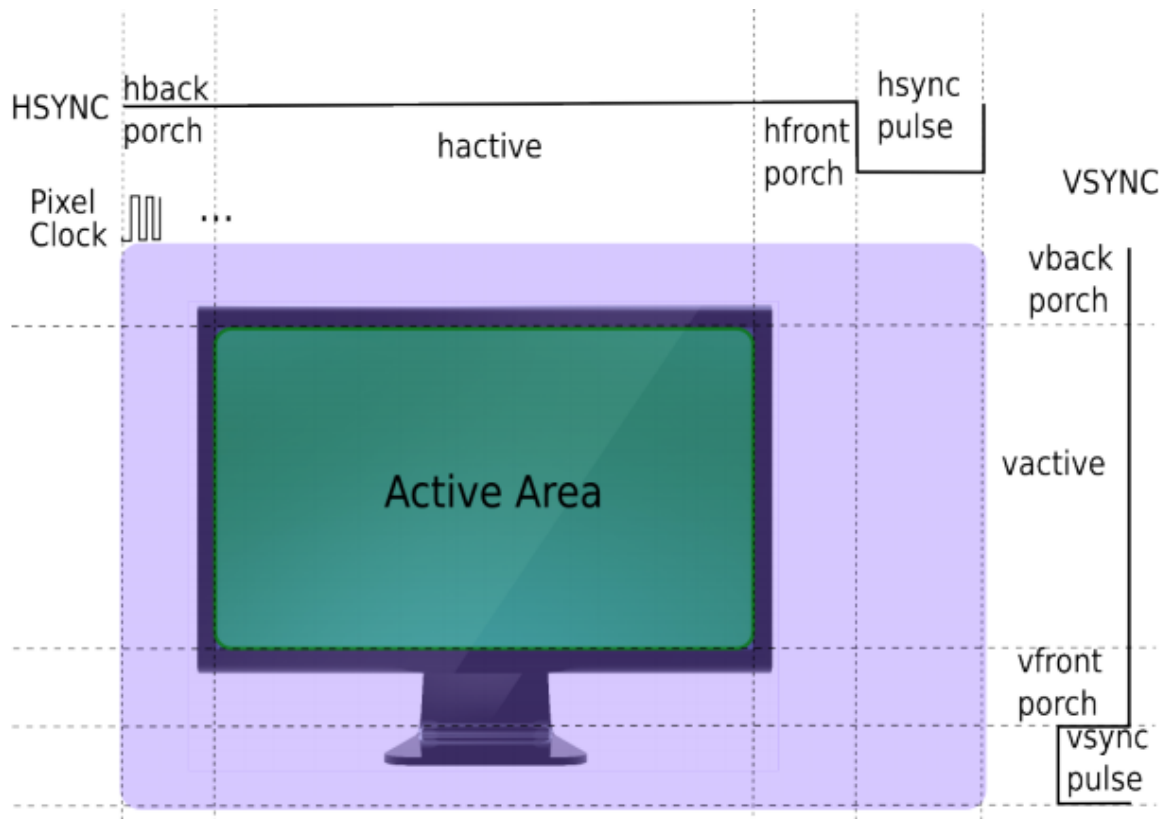 hback
porch
HSYNC
hactive
hfront
porch
hsync
pulse
VSYNC
Pixel
Clock
...
vback
porch
Active Area
vactive
vfront
porch
vsync
pulse